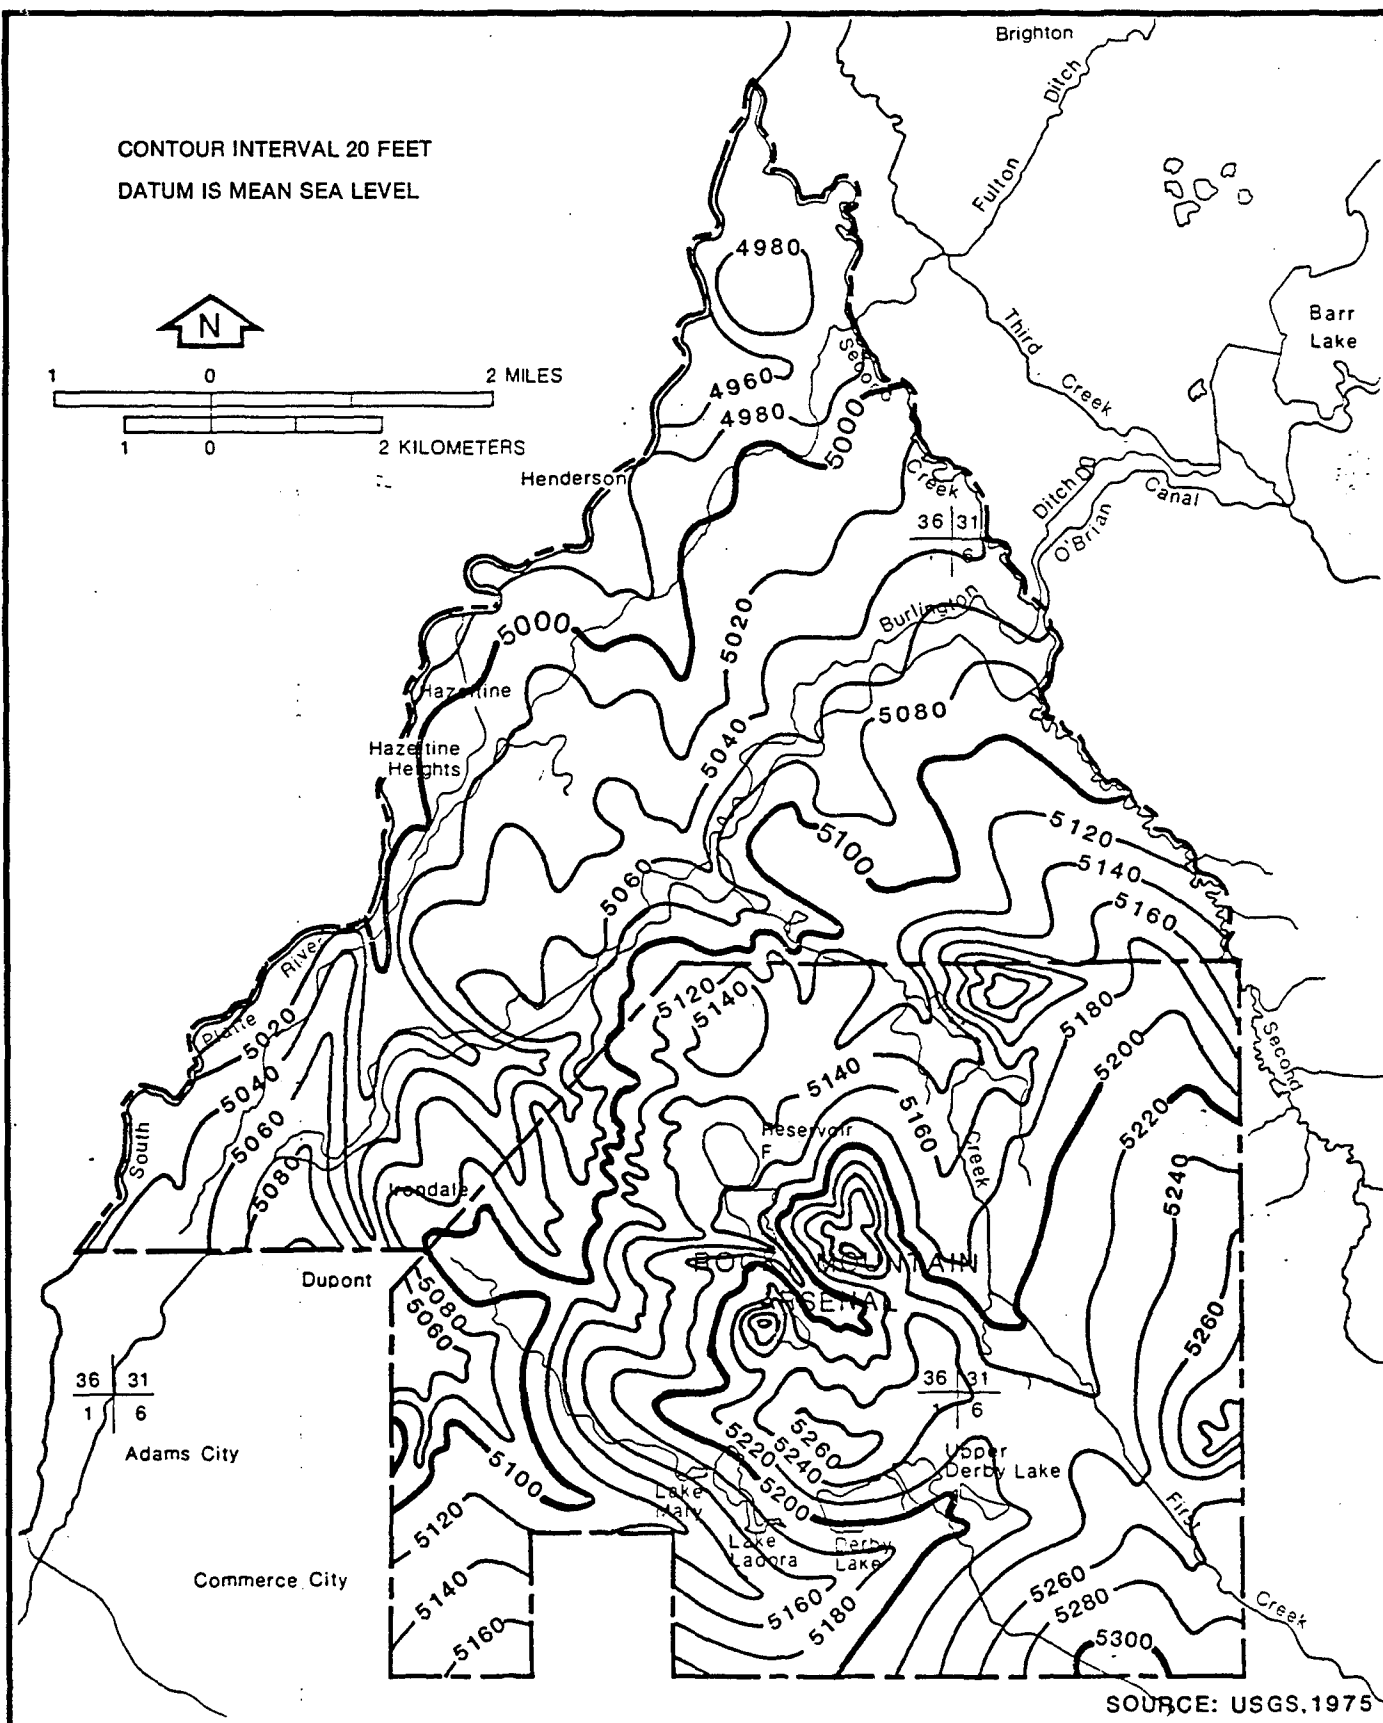 Brighton
CONTOUR INTERVAL 20 FEET
DATUM IS MEAN SEA LEVEL
Fulton Ditch
4980
N
Third Creek
Barr
Lake
1 0 2 MILES
4960
4980
5000
1 0 2 KILOMETERS
Henderson
Creek
Ditch
O'Brian Canal
36 31
6
Burlington
5000
5020
Hazeltine
5080
5040
Hazeltine
Heights
5100
5120
5140
5060
5160
South Platte River
5120
5140
5020
5180
5200
Second
5040
5140
5060
5160
5220
5080
Reservoir
F
Creek
5240
Irondale
ROCKY MOUNTAIN
ARSENAL
Dupont
5080
5060
5260
36 31
1 6
36 31
1 6
Adams City
5260
5240
5220
5200
Upper
Derby Lake
5100
Lake
Mary
First Creek
5120
Lake
Ladora
Derby
Lake
Commerce City
5140
5160
5180
5260
5280
5160
5300
SOURCE: USGS, 1975